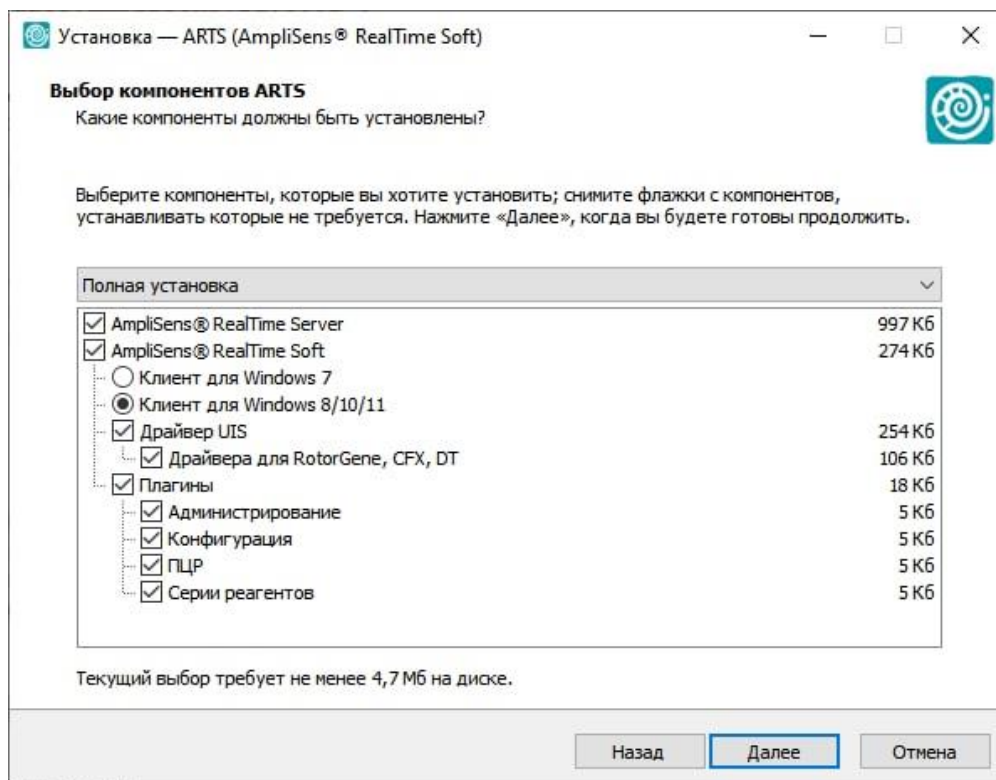 Установка — ARTS (AmpliSens® RealTime Soft)
Выбор компонентов ARTS
Какие компоненты должны быть установлены?
Выберите компоненты, которые вы хотите установить; снимите флажки с компонентов,
устанавливать которые не требуется. Нажмите «Далее», когда вы будете готовы продолжить.
Полная установка
AmpliSens® RealTime Server 997 Кб
AmpliSens® RealTime Soft 274 Кб
Клиент для Windows 7
Клиент для Windows 8/10/11
Драйвер UIS 254 Кб
Драйвера для RotorGene, CFX, DT 106 Кб
Плагины 18 Кб
Администрирование 5 Кб
Конфигурация 5 Кб
ПЦР 5 Кб
Серии реагентов 5 Кб
Текущий выбор требует не менее 4,7 Мб на диске.
Назад Далее Отмена